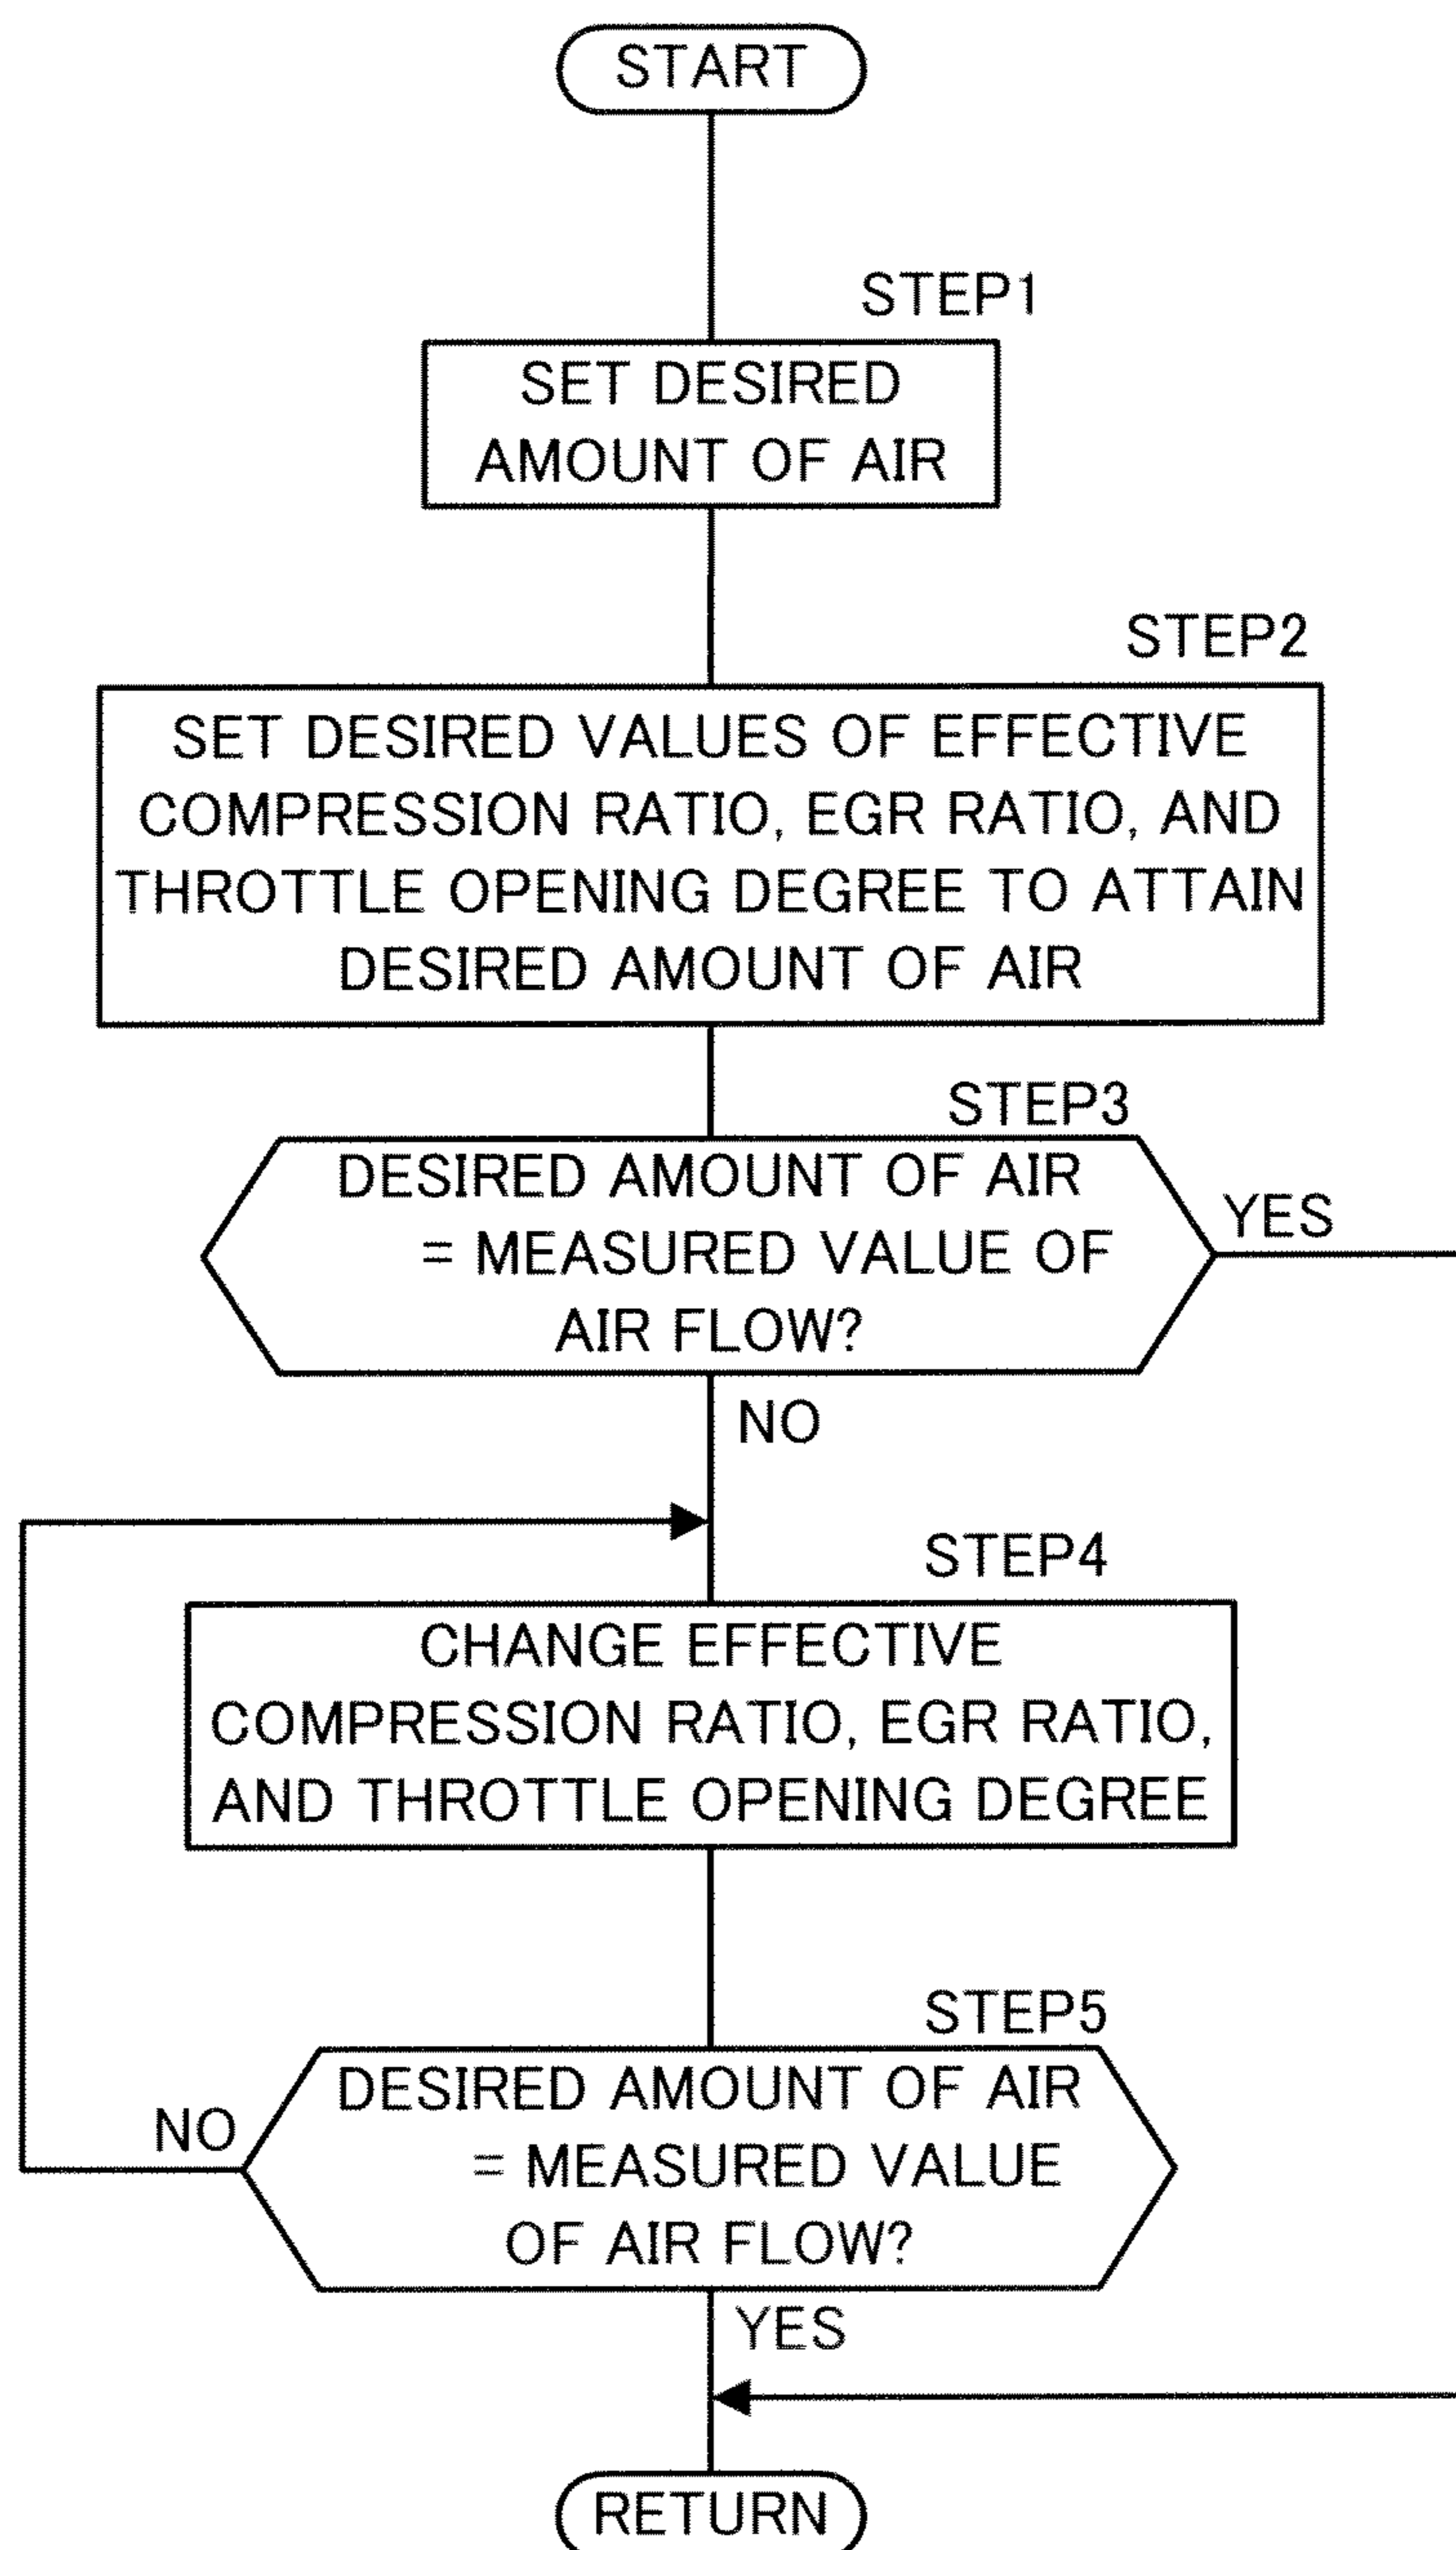 START
STEP1
SET DESIRED
AMOUNT OF AIR
STEP2
SET DESIRED VALUES OF EFFECTIVE
COMPRESSION RATIO, EGR RATIO, AND
THROTTLE OPENING DEGREE TO ATTAIN
DESIRED AMOUNT OF AIR
STEP3
DESIRED AMOUNT OF AIR
= MEASURED VALUE OF
AIR FLOW?
YES
NO
STEP4
CHANGE EFFECTIVE
COMPRESSION RATIO, EGR RATIO,
AND THROTTLE OPENING DEGREE
STEP5
DESIRED AMOUNT OF AIR
= MEASURED VALUE
OF AIR FLOW?
NO
YES
RETURN